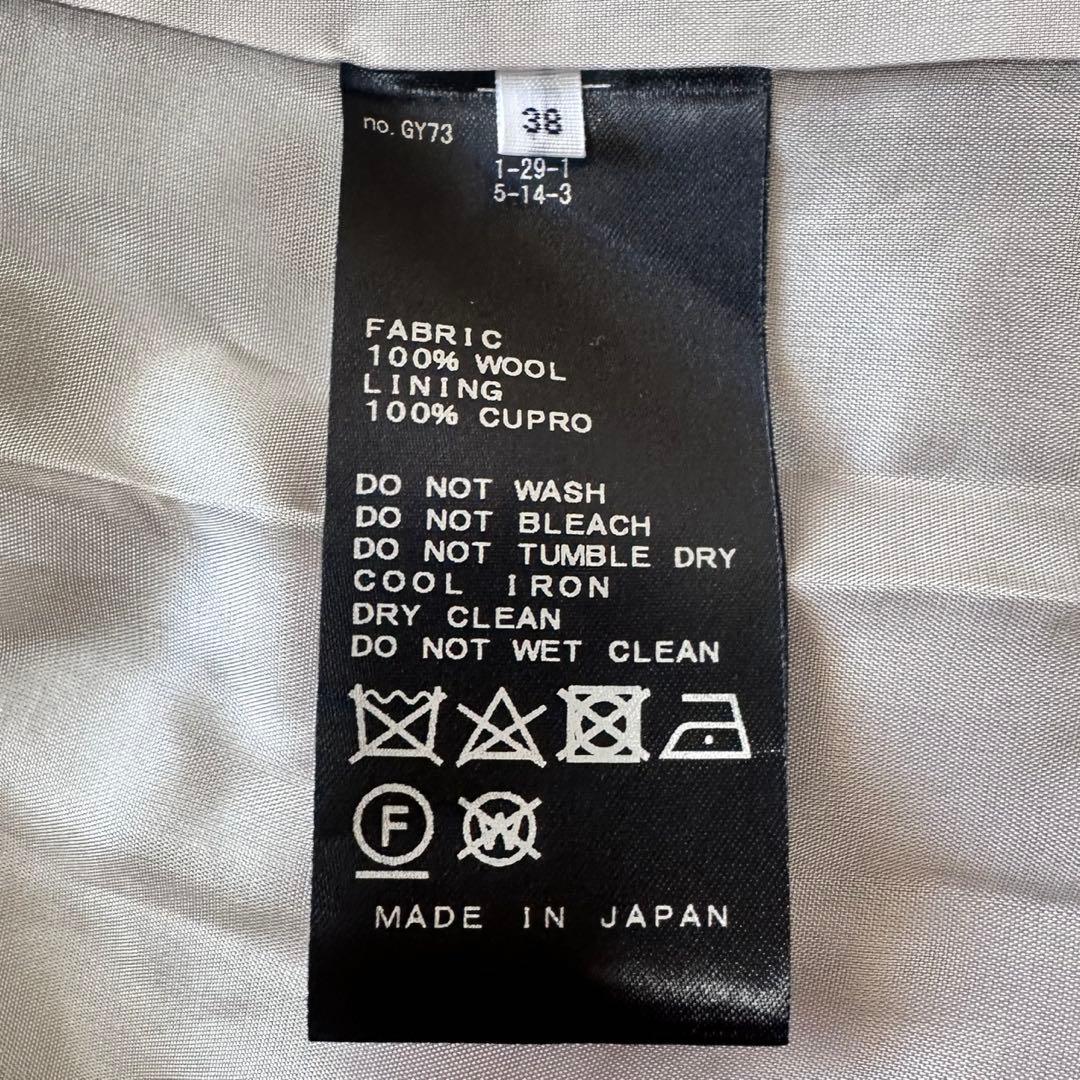 38
no. GY73
1-29-1
5-14-3
FABRIC
100% WOOL
LINING
100% CUPRO
DO NOT WASH
DO NOT BLEACH
DO NOT TUMBLE DRY
COOL IRON
DRY CLEAN
DO NOT WET CLEAN
F W
MADE IN JAPAN